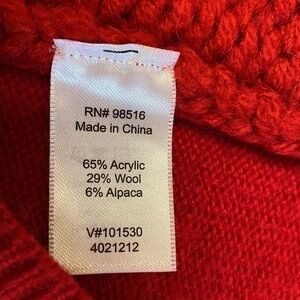 RN# 98516
Made in China
65% Acrylic
29% Wool
6% Alpaca
V#101530
4021212